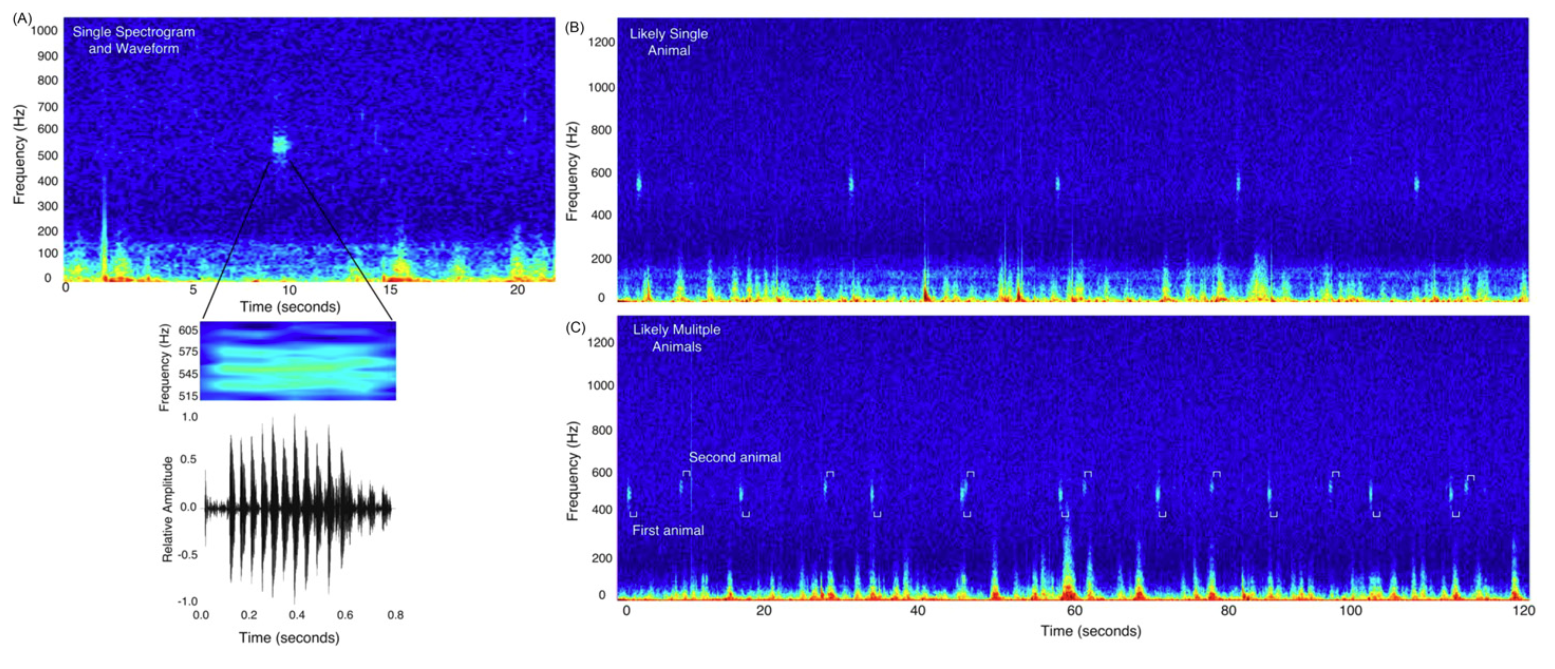 (A)
Single Spectrogram
and Waveform
Frequency (Hz)
1000
900
800
700
600
500
400
300
200
100
0
0
5
10
15
20
Time (seconds)
Frequency (Hz)
605
575
545
515
Relative Amplitude
1.0
0.5
0.0
-0.5
-1.0
0.0
0.2
0.4
0.6
0.8
Time (seconds)
(B)
Likely Single
Animal
Frequency (Hz)
1200
1000
800
600
400
200
0
(C)
Likely Mulitple
Animals
Frequency (Hz)
1200
1000
800
600
400
200
0
Second animal
First animal
0
20
40
60
80
100
120
Time (seconds)